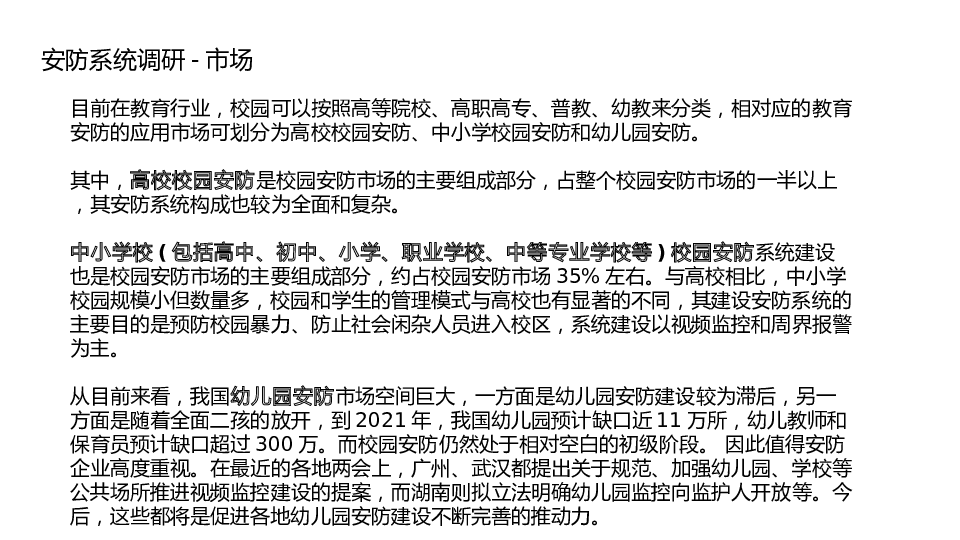 安防系统调研 - 市场
目前在教育行业，校园可以按照高等院校、高职高专、普教、幼教来分类，相对应的教育
安防的应用市场可划分为高校校园安防、中小学校园安防和幼儿园安防。
其中，高校校园安防是校园安防市场的主要组成部分，占整个校园安防市场的一半以上
，其安防系统构成也较为全面和复杂。
中小学校 ( 包括高中、初中、小学、职业学校、中等专业学校等 ) 校园安防系统建设
也是校园安防市场的主要组成部分，约占校园安防市场 35% 左右。与高校相比，中小学
校园规模小但数量多，校园和学生的管理模式与高校也有显著的不同，其建设安防系统的
主要目的是预防校园暴力、防止社会闲杂人员进入校区，系统建设以视频监控和周界报警
为主。
从目前来看，我国幼儿园安防市场空间巨大，一方面是幼儿园安防建设较为滞后，另一
方面是随着全面二孩的放开，到 2021 年，我国幼儿园预计缺口近 11 万所，幼儿教师和
保育员预计缺口超过 300 万。而校园安防仍然处于相对空白的初级阶段。 因此值得安防
企业高度重视。在最近的各地两会上，广州、武汉都提出关于规范、加强幼儿园、学校等
公共场所推进视频监控建设的提案，而湖南则拟立法明确幼儿园监控向监护人开放等。今
后，这些都将是促进各地幼儿园安防建设不断完善的推动力。